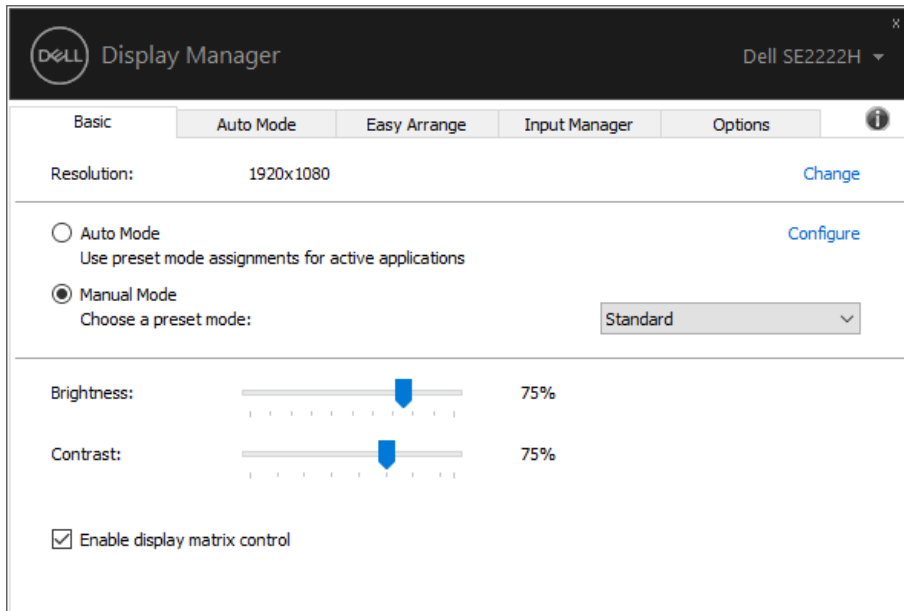 x
DELL Display Manager Dell SE2222H
Basic Auto Mode Easy Arrange Input Manager Options i
Resolution: 1920x1080 Change
Auto Mode Configure
Use preset mode assignments for active applications
Manual Mode
Choose a preset mode: Standard
Brightness: 75%
Contrast: 75%
Enable display matrix control